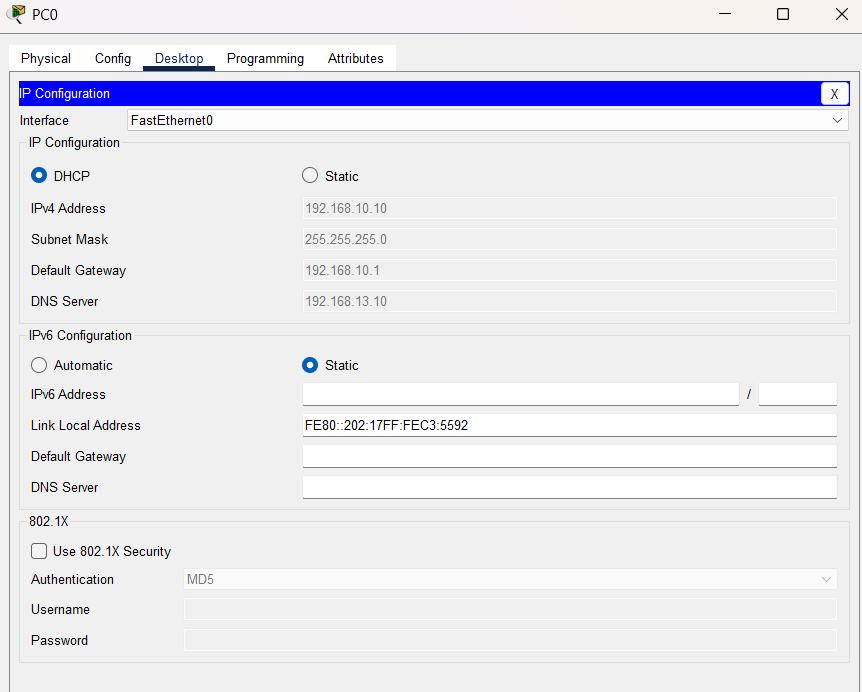 PC0
Physical Config Desktop Programming Attributes
IP Configuration X
Interface FastEthernet0
IP Configuration
DHCP Static
IPv4 Address 192.168.10.10
Subnet Mask 255.255.255.0
Default Gateway 192.168.10.1
DNS Server 192.168.13.10
IPv6 Configuration
Automatic Static
IPv6 Address /
Link Local Address FE80::202:17FF:FEC3:5592
Default Gateway
DNS Server
802.1X
Use 802.1X Security
Authentication MD5
Username
Password